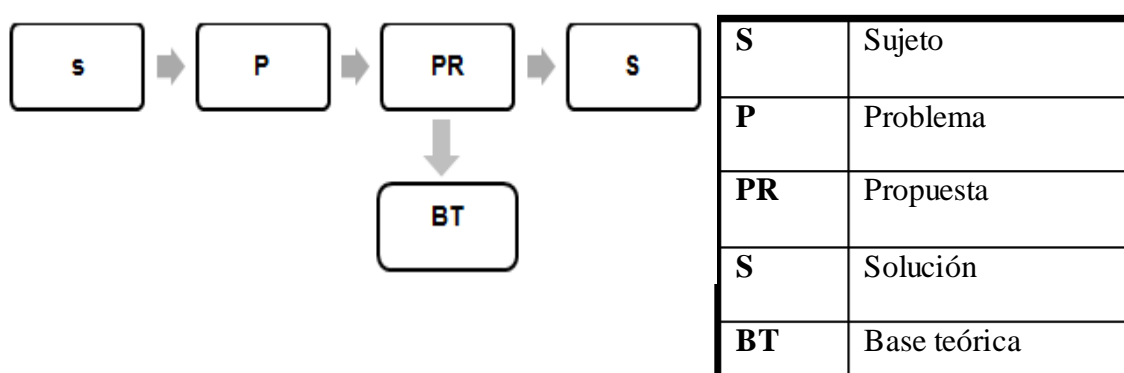 s P PR S
BT
S Sujeto
P Problema
PR Propuesta
S Solución
BT Base teórica